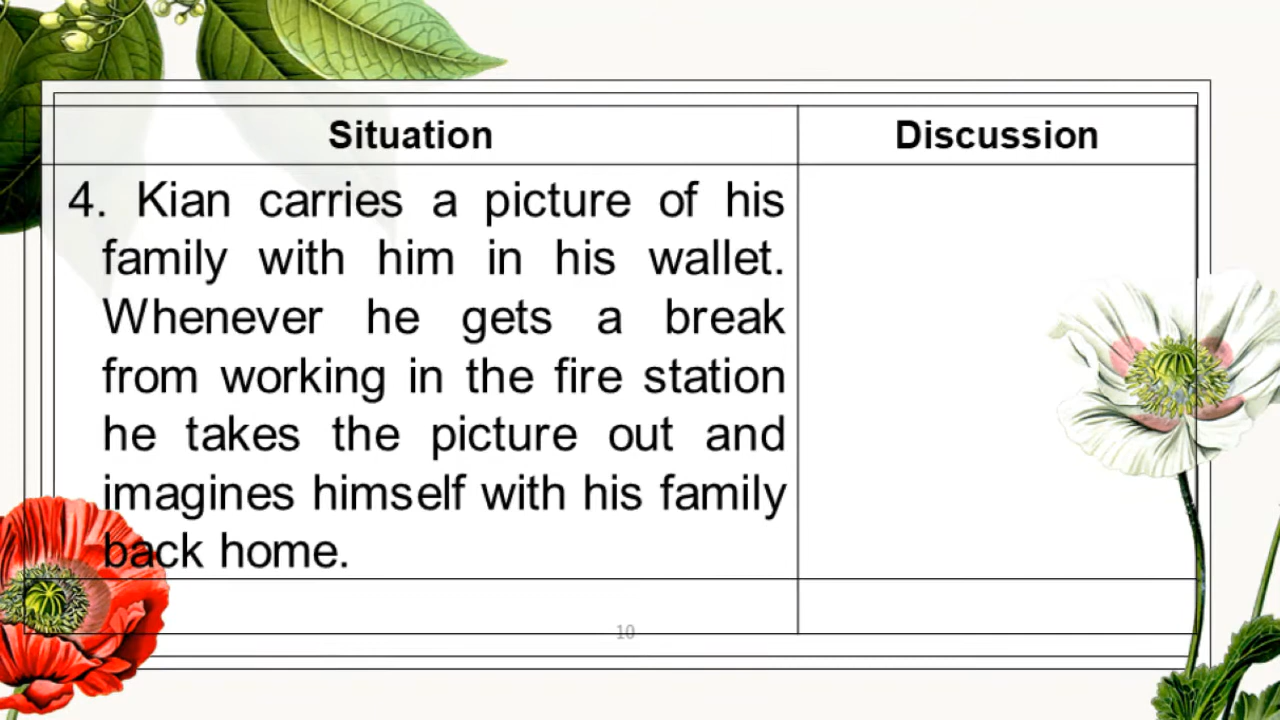 Situation
Discussion
4. Kian carries a picture of his
family with him in his wallet.
Whenever he gets a break
from working in the fire station
he takes the picture out and
imagines himself with his family
back home.
10